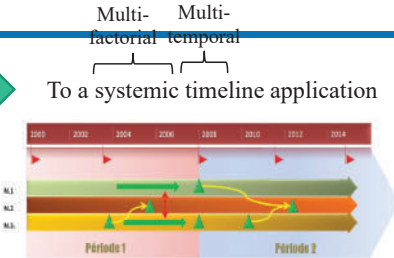 Multi-factorial
Multi-temporal
To a systemic timeline application
2000 2002 2004 2006 2008 2010 2012 2014
N.1
N.2
N.3
Période 1 Période 2